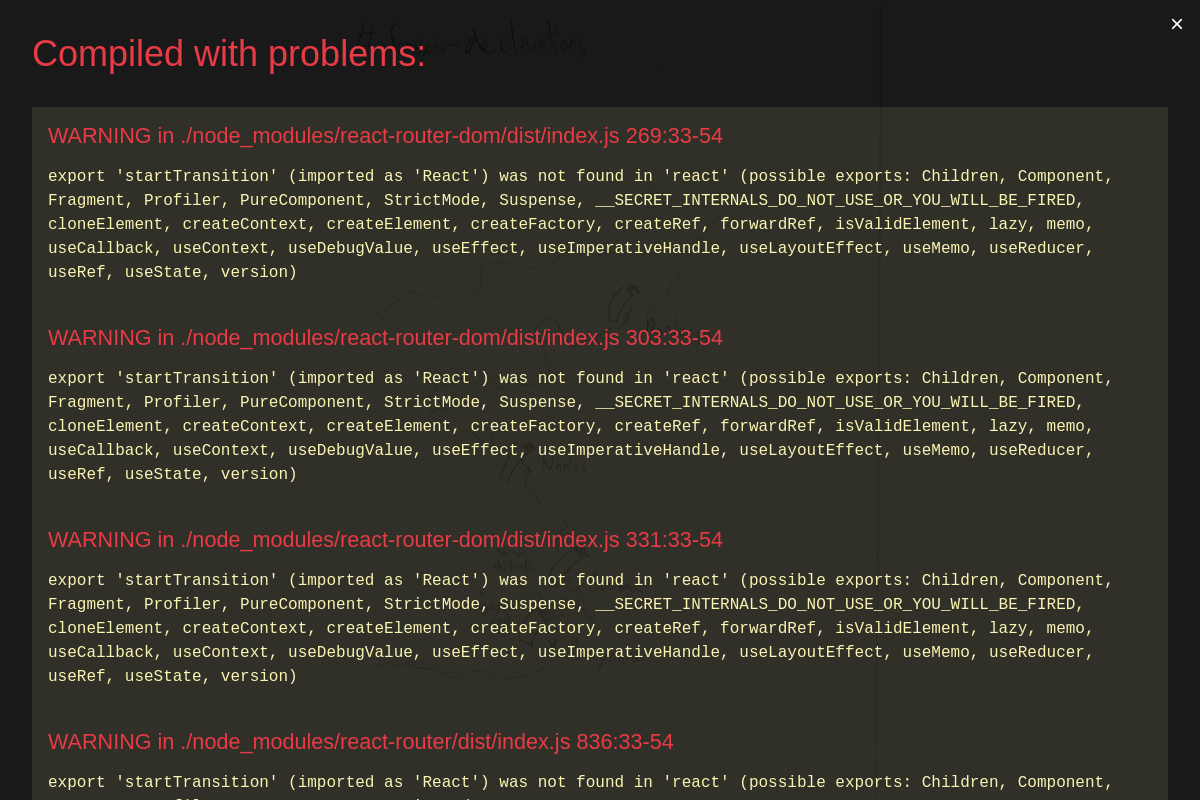 ×
#faces-declarations
Compiled with problems:
WARNING in ./node_modules/react-router-dom/dist/index.js 269:33-54
export 'startTransition' (imported as 'React') was not found in 'react' (possible exports: Children, Component,
Fragment, Profiler, PureComponent, StrictMode, Suspense, __SECRET_INTERNALS_DO_NOT_USE_OR_YOU_WILL_BE_FIRED,
cloneElement, createContext, createElement, createFactory, createRef, forwardRef, isValidElement, lazy, memo,
useCallback, useContext, useDebugValue, useEffect, useImperativeHandle, useLayoutEffect, useMemo, useReducer,
useRef, useState, version)
WARNING in ./node_modules/react-router-dom/dist/index.js 303:33-54
export 'startTransition' (imported as 'React') was not found in 'react' (possible exports: Children, Component,
Fragment, Profiler, PureComponent, StrictMode, Suspense, __SECRET_INTERNALS_DO_NOT_USE_OR_YOU_WILL_BE_FIRED,
cloneElement, createContext, createElement, createFactory, createRef, forwardRef, isValidElement, lazy, memo,
useCallback, useContext, useDebugValue, useEffect, useImperativeHandle, useLayoutEffect, useMemo, useReducer,
useRef, useState, version)
Nantes
WARNING in ./node_modules/react-router-dom/dist/index.js 331:33-54
export 'startTransition' (imported as 'React') was not found in 'react' (possible exports: Children, Component,
Fragment, Profiler, PureComponent, StrictMode, Suspense, __SECRET_INTERNALS_DO_NOT_USE_OR_YOU_WILL_BE_FIRED,
cloneElement, createContext, createElement, createFactory, createRef, forwardRef, isValidElement, lazy, memo,
useCallback, useContext, useDebugValue, useEffect, useImperativeHandle, useLayoutEffect, useMemo, useReducer,
useRef, useState, version)
WARNING in ./node_modules/react-router/dist/index.js 836:33-54
export 'startTransition' (imported as 'React') was not found in 'react' (possible exports: Children, Component,